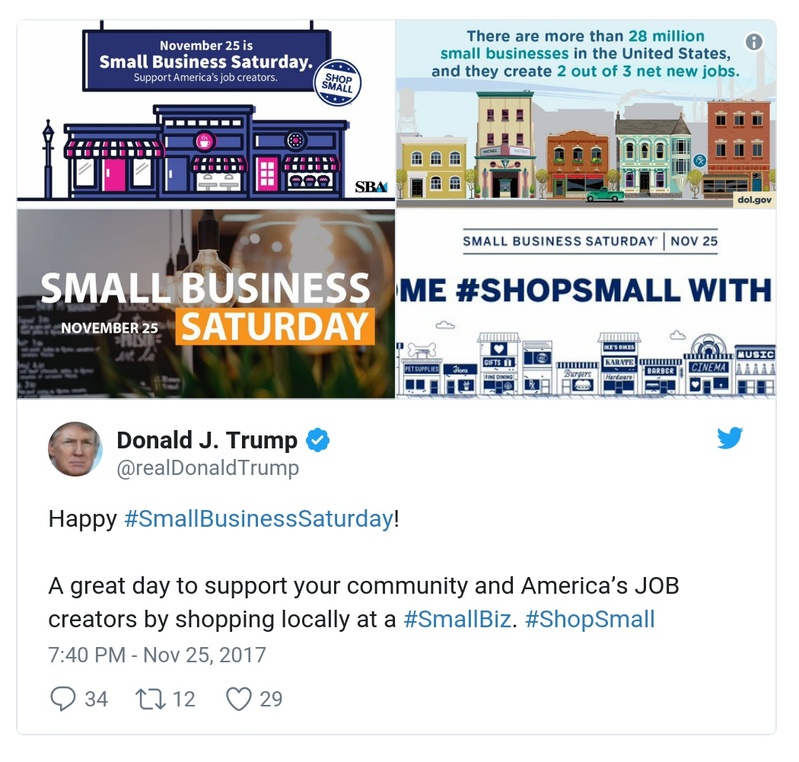 November 25 is
Small Business Saturday.
Support America's job creators.
SHOP
SMALL
SBA
There are more than 28 million
small businesses in the United States,
and they create 2 out of 3 net new jobs.
dol.gov
SMALL BUSINESS
NOVEMBER 25 SATURDAY
SMALL BUSINESS SATURDAY | NOV 25
ME #SHOPSMALL WITH
PET SUPPLIES
GIFTS
FINE DINING
Burgers
IKE'S BIKES
KARATE
Hardware
BARBER
CINEMA
MUSIC
Donald J. Trump
@realDonaldTrump
Happy #SmallBusinessSaturday!
A great day to support your community and America’s JOB
creators by shopping locally at a #SmallBiz. #ShopSmall
7:40 PM - Nov 25, 2017
34 12 29